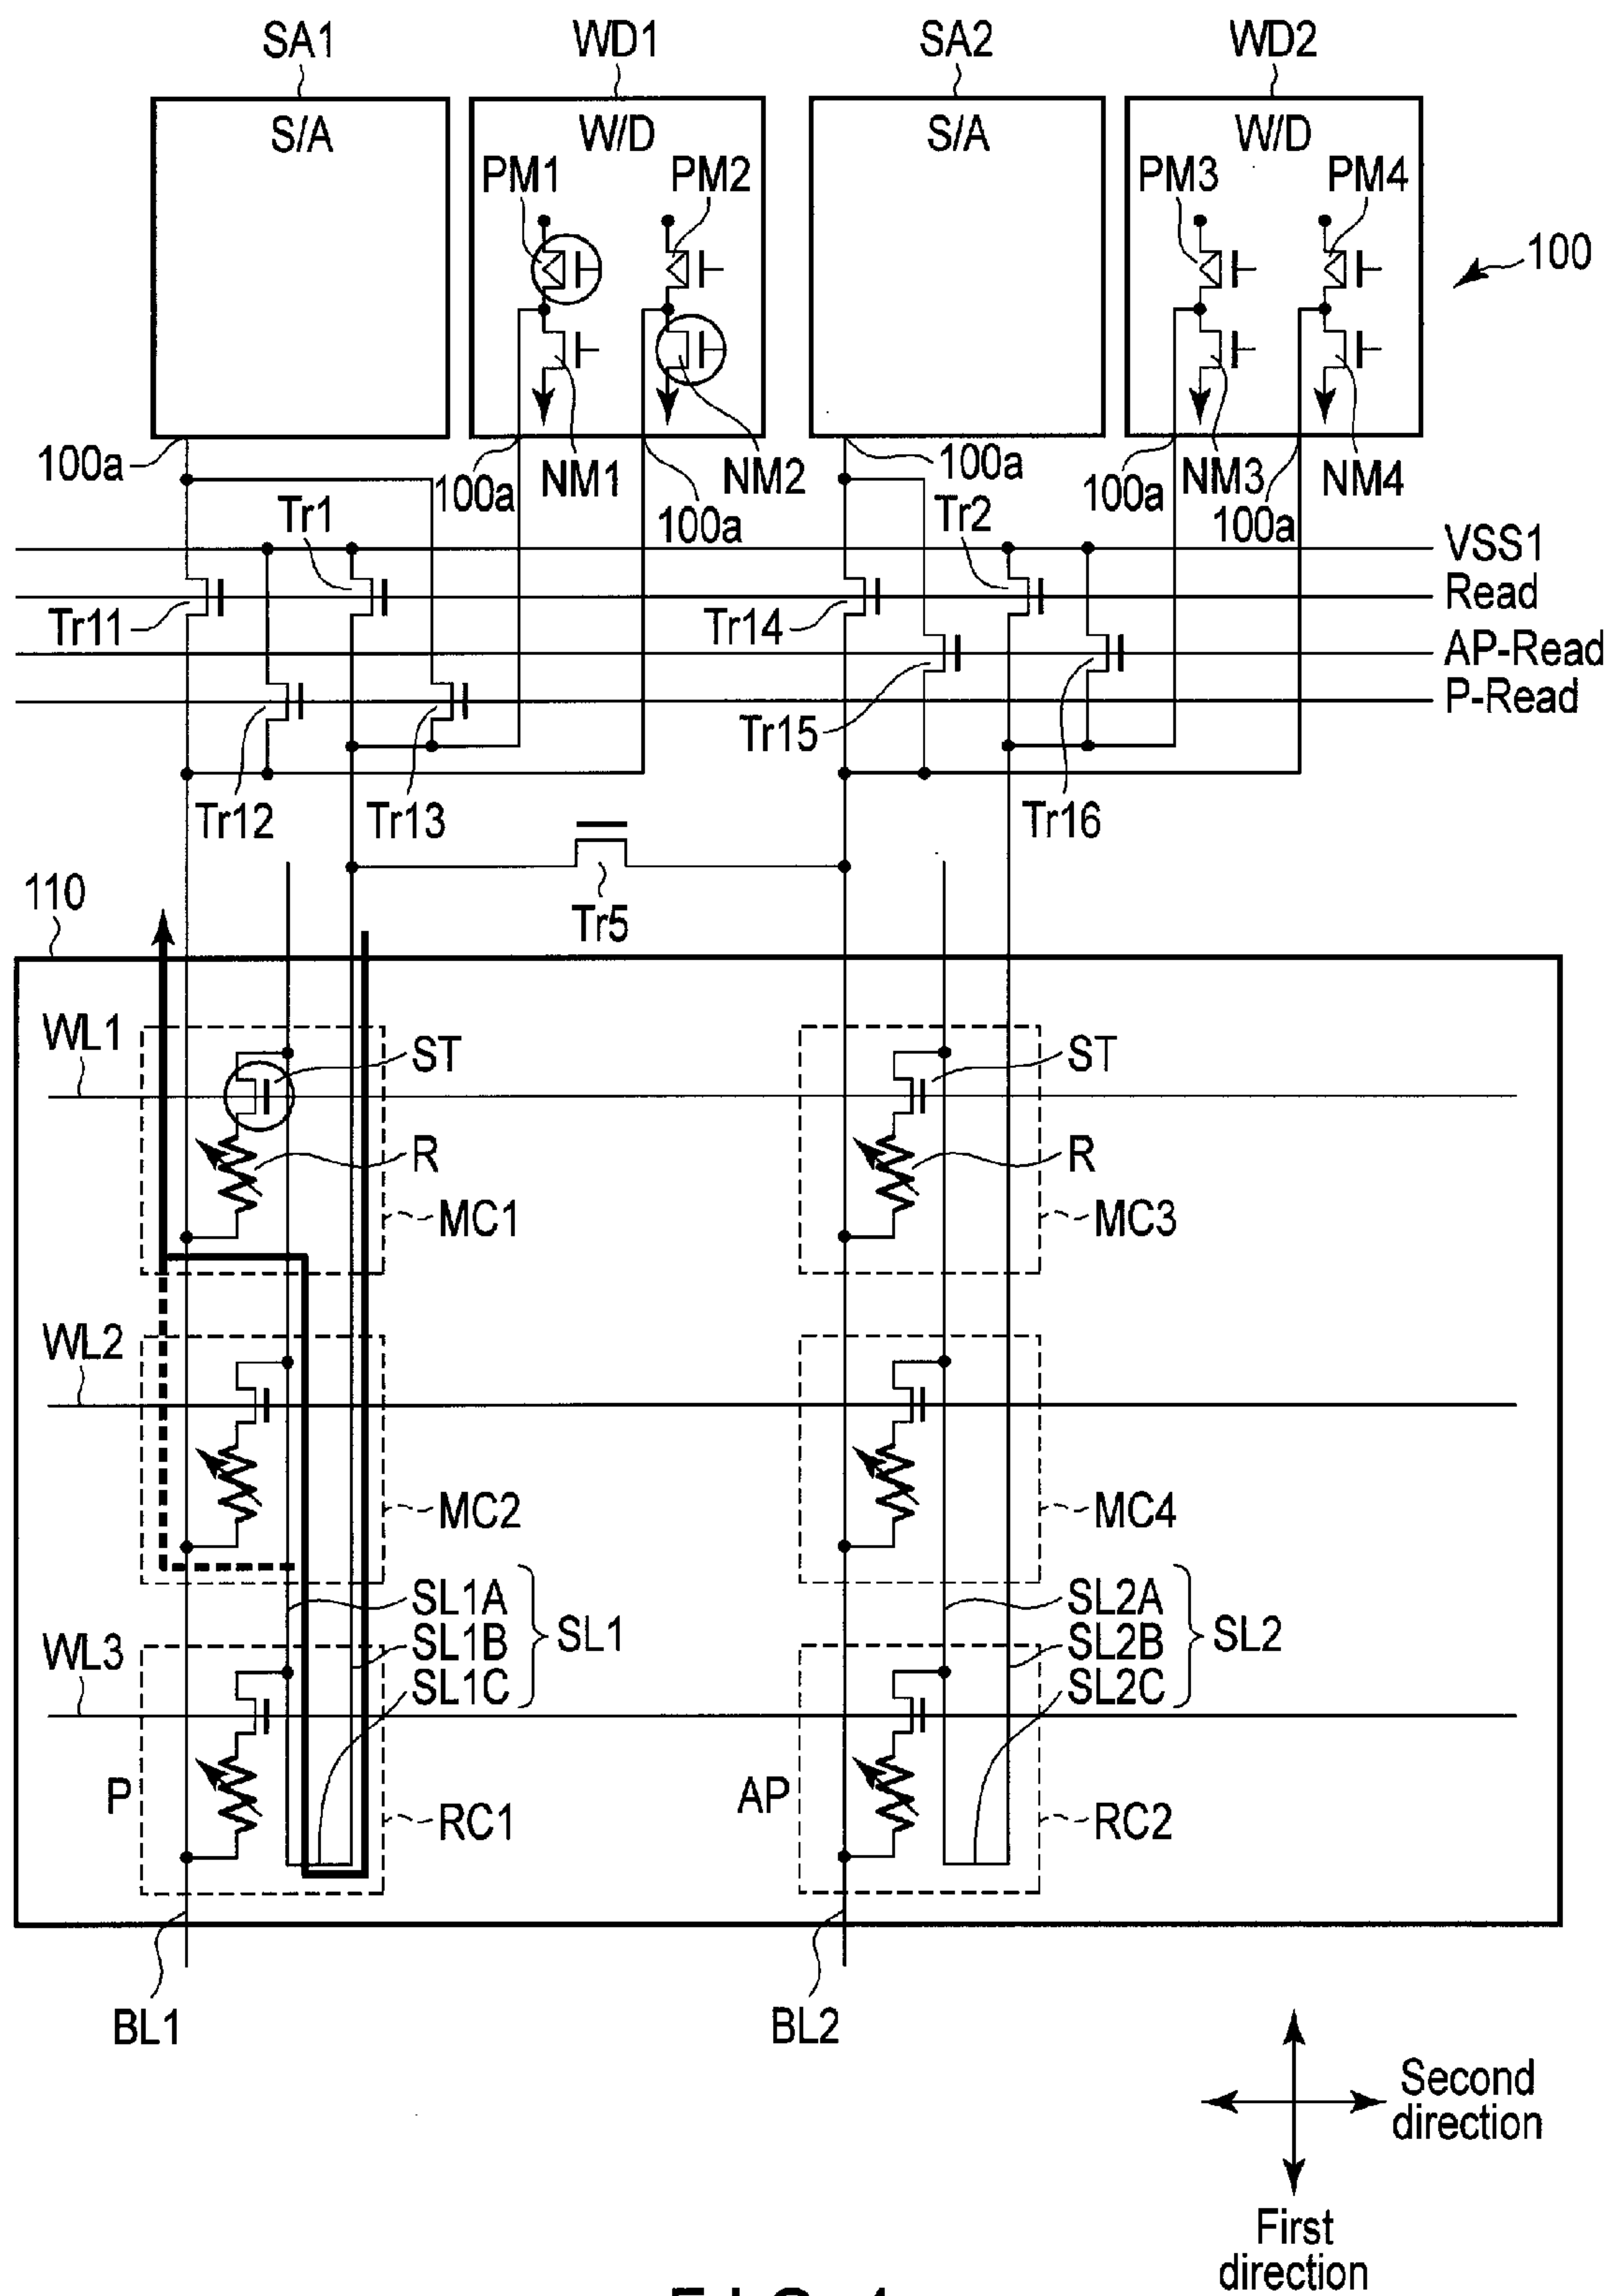 SA1 WD1 SA2 WD2
S/A W/D S/A W/D
PM1 PM2 PM3 PM4
100
100a 100a NM1 NM2 100a 100a NM3 NM4
100a 100a
Tr1 Tr2
VSS1
Tr11 Tr14 Read
AP-Read
P-Read
Tr15
Tr12 Tr13 Tr16
110
Tr5
WL1 ST ST
R R
MC1 MC3
WL2
MC2 MC4
SL1A SL2A
SL1B SL1 SL2B SL2
WL3
SL1C SL2C
P AP
RC1 RC2
BL1 BL2
Second
direction
First
direction